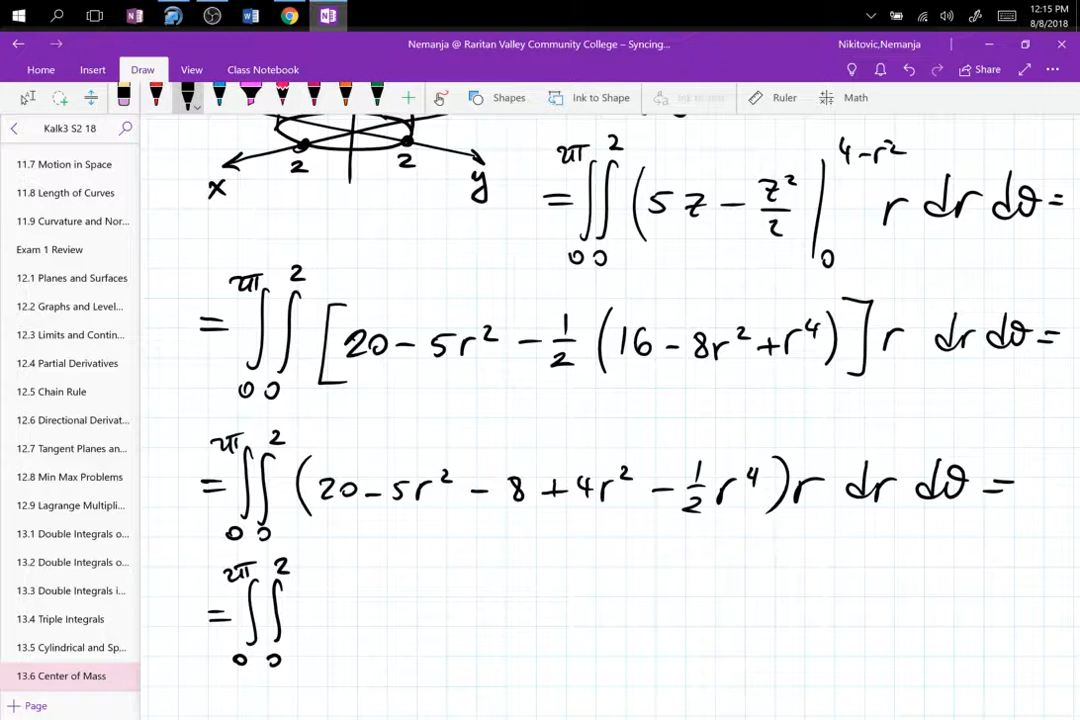 12:15 PM
8/8/2018
Nemanja @ Raritan Valley Community College – Syncing...
Nikitovic,Nemanja
Home Insert Draw View Class Notebook
Share
Shapes Ink to Shape Ink to Text Ruler Math
Kalk3 S2 18
11.7 Motion in Space
11.8 Length of Curves
11.9 Curvature and Nor...
Exam 1 Review
12.1 Planes and Surfaces
12.2 Graphs and Level...
12.3 Limits and Contin...
12.4 Partial Derivatives
12.5 Chain Rule
12.6 Directional Derivat...
12.7 Tangent Planes an...
12.8 Min Max Problems
12.9 Lagrange Multipli...
13.1 Double Integrals o...
13.2 Double Integrals o...
13.3 Double Integrals i...
13.4 Triple Integrals
13.5 Cylindrical and Sp...
13.6 Center of Mass
+ Page
x 2 2 y
= ∫₀^2π ∫₀^2 (5z − z²/2 |₀^4−r² r dr dθ =
= ∫₀^2π ∫₀^2 [20 − 5r² − 1/2 (16 − 8r² + r⁴)] r dr dθ =
= ∫₀^2π ∫₀^2 (20 − 5r² − 8 + 4r² − 1/2 r⁴) r dr dθ =
= ∫₀^2π ∫₀^2